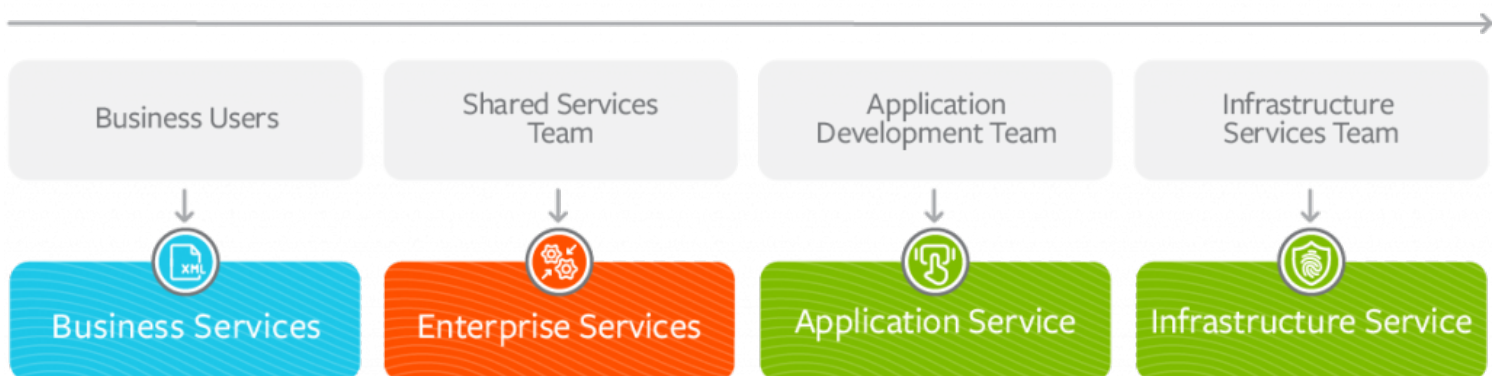 Business Users
Shared Services
Team
Application
Development Team
Infrastructure
Services Team
XML
Business Services
Enterprise Services
Application Service
Infrastructure Service